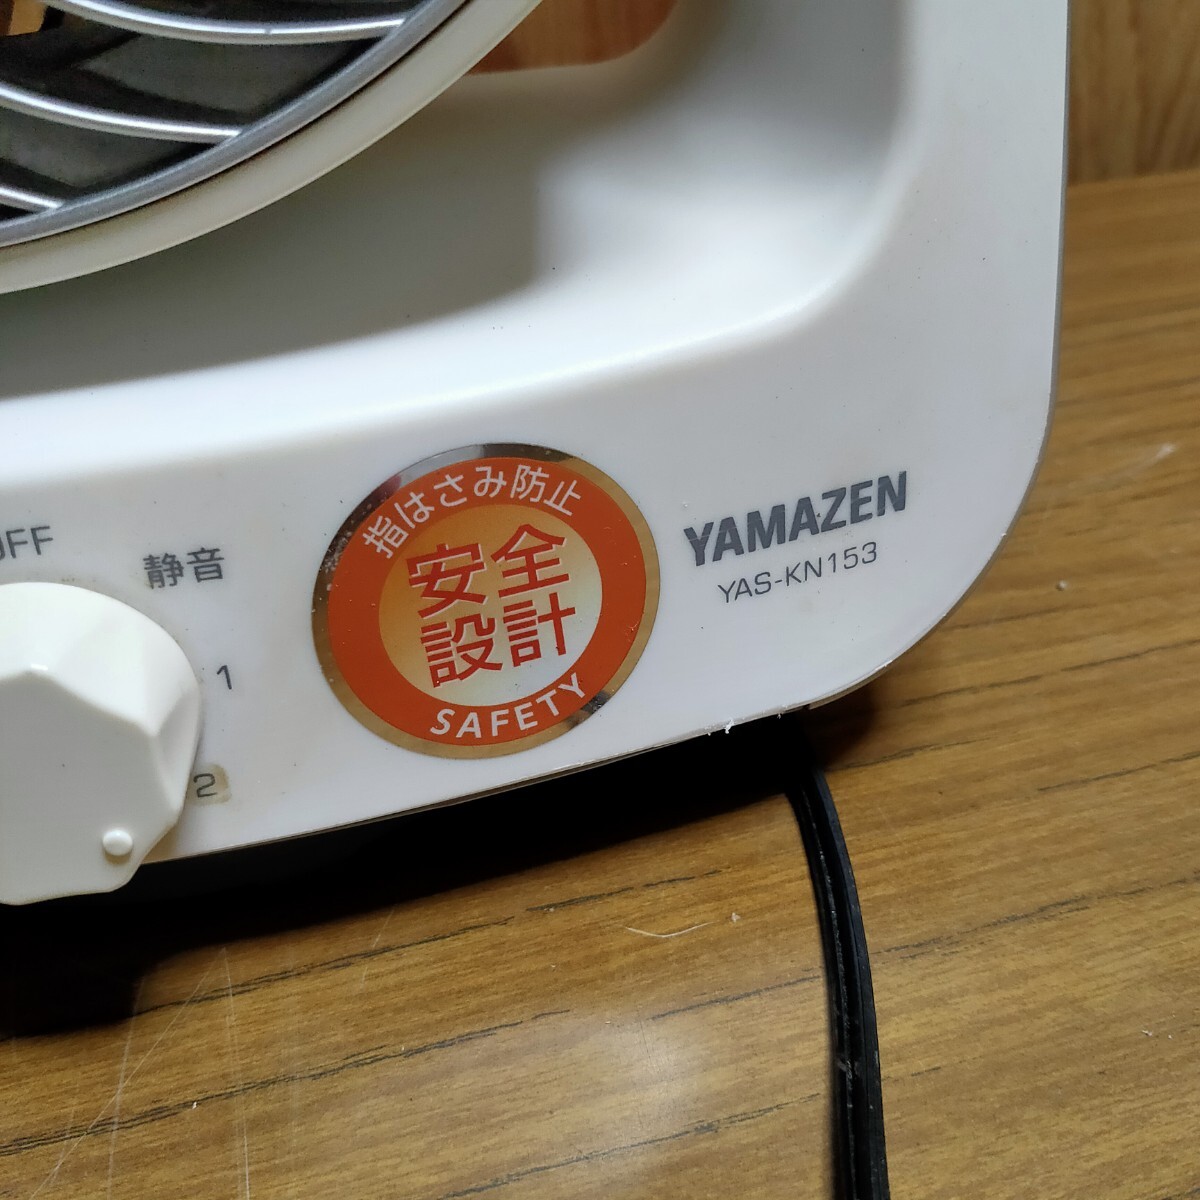 OFF
静音
1
2
指はさみ防止
安全
設計
SAFETY
YAMAZEN
YAS-KN153